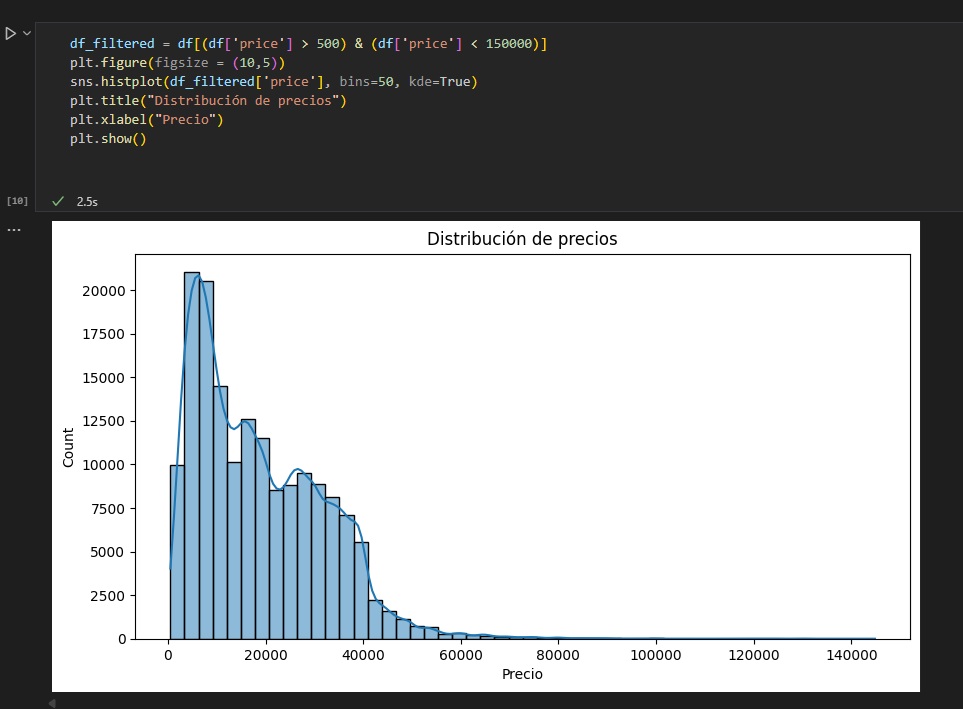 df_filtered = df[(df['price'] > 500) & (df['price'] < 150000)]
plt.figure(figsize = (10,5))
sns.histplot(df_filtered['price'], bins=50, kde=True)
plt.title("Distribución de precios")
plt.xlabel("Precio")
plt.show()
[10]
2.5s
...
Distribución de precios
20000
17500
15000
12500
10000
7500
5000
2500
0
Count
0 20000 40000 60000 80000 100000 120000 140000
Precio